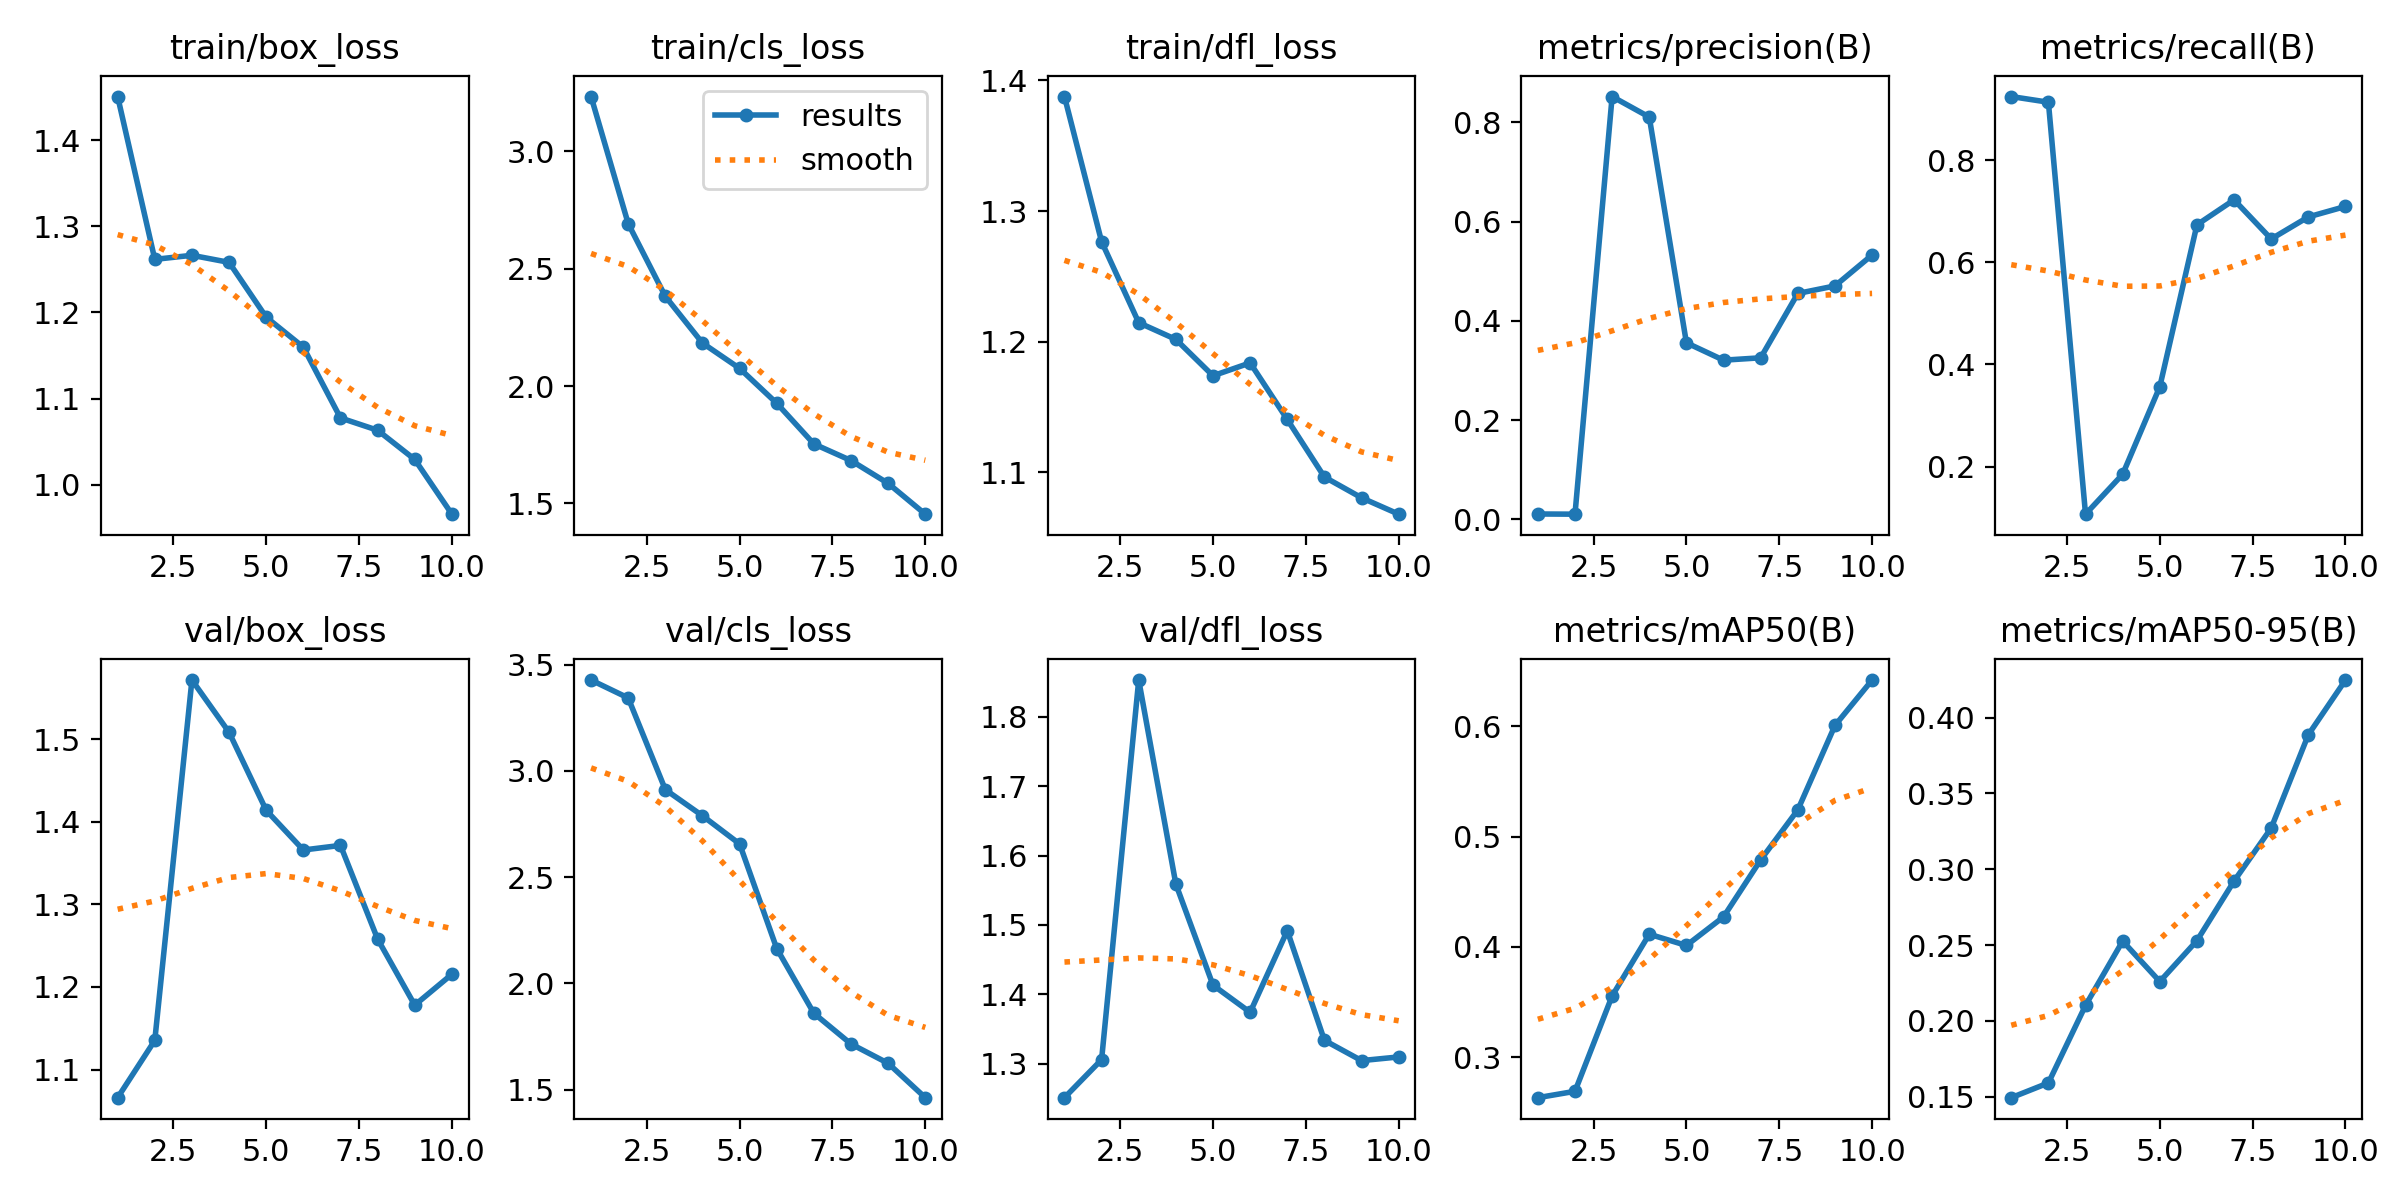 train/box_loss
train/cls_loss
train/dfl_loss
metrics/precision(B)
metrics/recall(B)
1.4
1.3
1.2
1.1
1.0
2.5 5.0 7.5 10.0
results
smooth
3.0
2.5
2.0
1.5
2.5 5.0 7.5 10.0
1.4
1.3
1.2
1.1
2.5 5.0 7.5 10.0
0.8
0.6
0.4
0.2
0.0
2.5 5.0 7.5 10.0
0.8
0.6
0.4
0.2
2.5 5.0 7.5 10.0
val/box_loss
val/cls_loss
val/dfl_loss
metrics/mAP50(B)
metrics/mAP50-95(B)
1.5
1.4
1.3
1.2
1.1
2.5 5.0 7.5 10.0
3.5
3.0
2.5
2.0
1.5
2.5 5.0 7.5 10.0
1.8
1.7
1.6
1.5
1.4
1.3
2.5 5.0 7.5 10.0
0.6
0.5
0.4
0.3
2.5 5.0 7.5 10.0
0.40
0.35
0.30
0.25
0.20
0.15
2.5 5.0 7.5 10.0